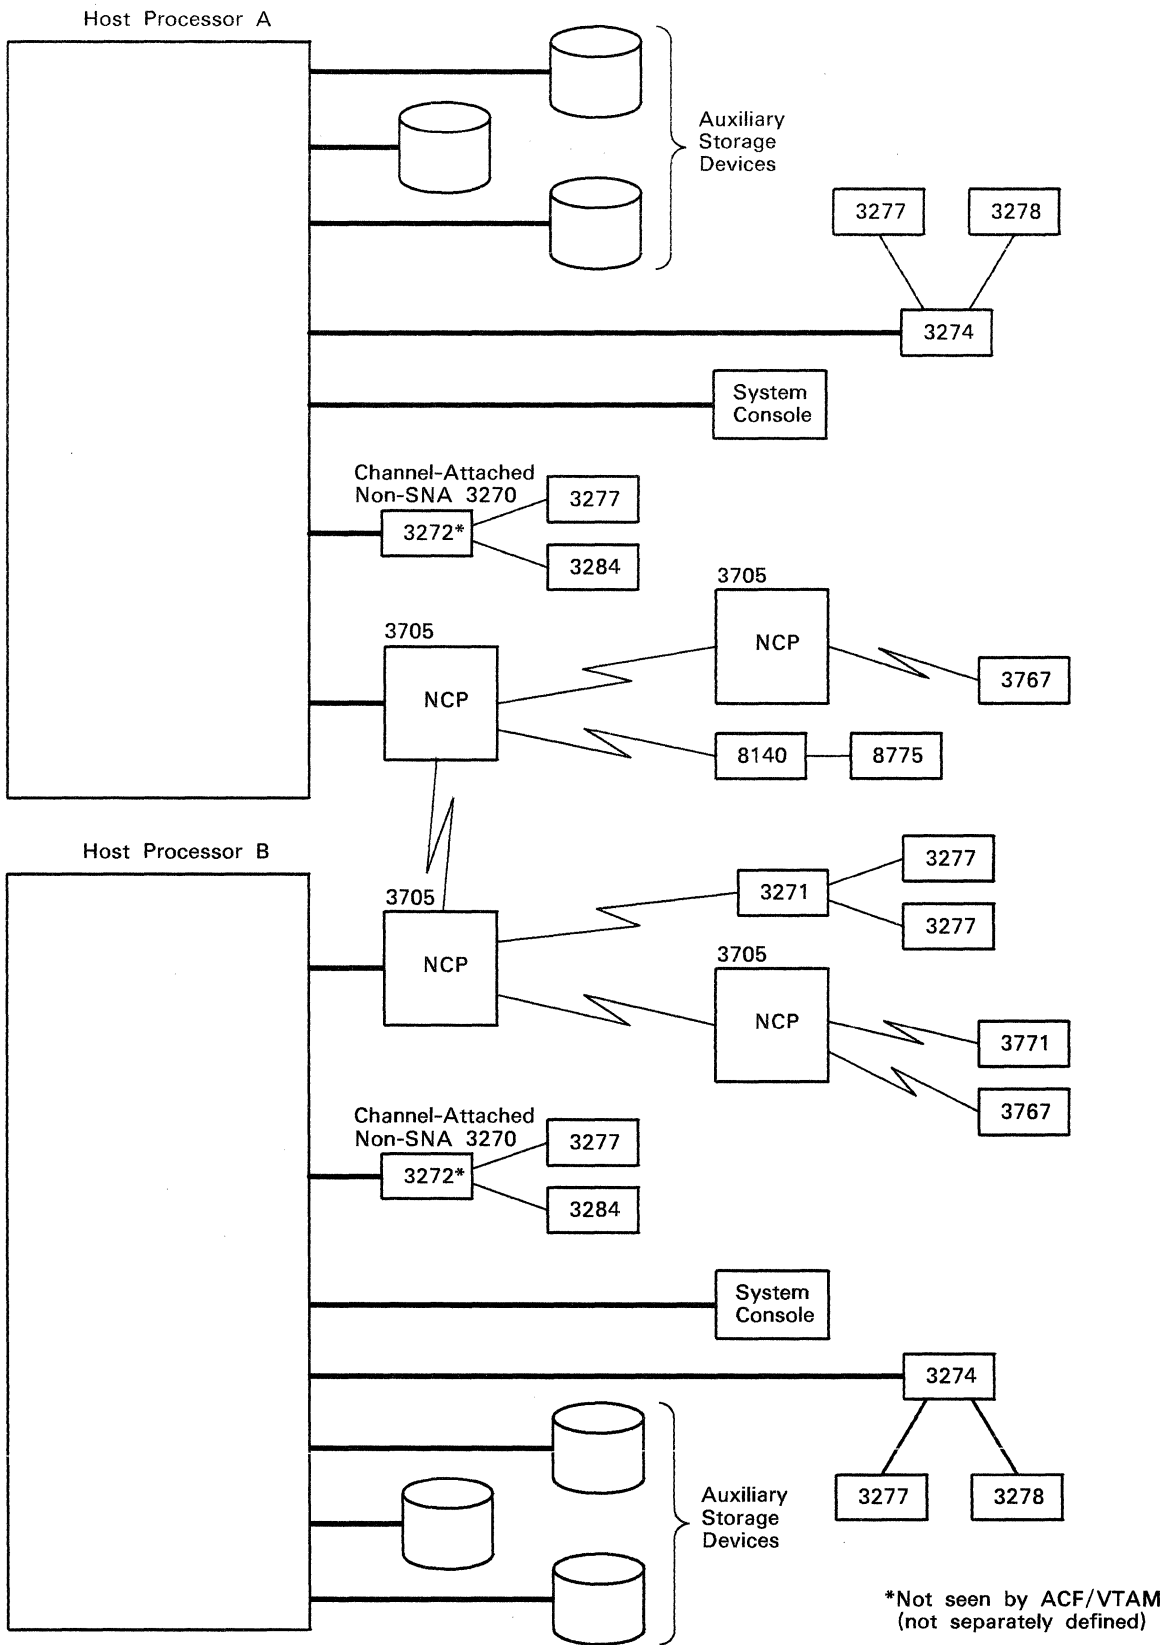 Host Processor A
Auxiliary
Storage
Devices
3277
3278
3274
System
Console
Channel-Attached
Non-SNA 3270
3272*
3277
3284
3705
NCP
3705
NCP
3767
8140
8775
Host Processor B
3705
NCP
3271
3277
3277
3705
NCP
3771
3767
Channel-Attached
Non-SNA 3270
3272*
3277
3284
System
Console
3274
3277
3278
Auxiliary
Storage
Devices
*Not seen by ACF/VTAM
(not separately defined)